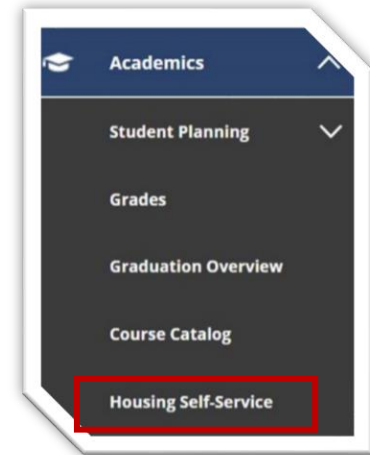 Academics
Student Planning
Grades
Graduation Overview
Course Catalog
Housing Self-Service